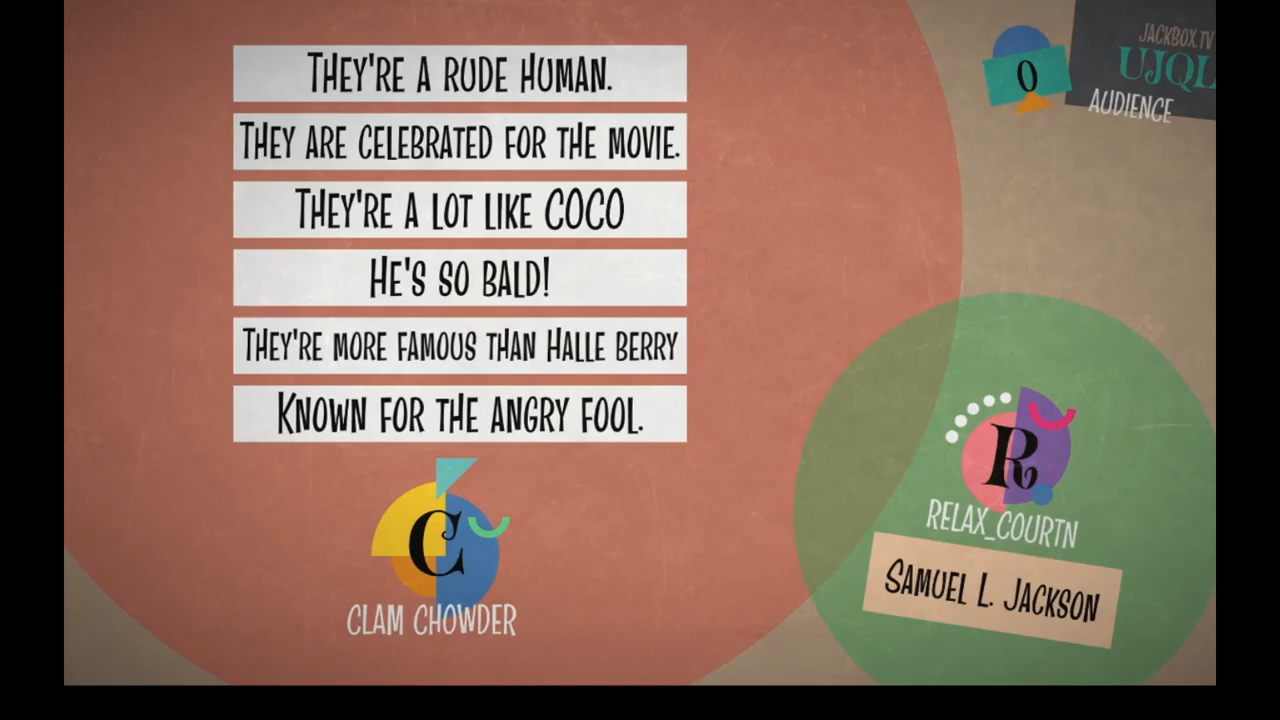 THEY'RE A RUDE HUMAN.
THEY ARE CELEBRATED FOR THE MOVIE.
THEY'RE A LOT LIKE COCO
HE'S SO BALD!
THEY'RE MORE FAMOUS THAN HALLE BERRY
KNOWN FOR THE ANGRY FOOL.
C
CLAM CHOWDER
0
JACKBOX.TV
UJQL
AUDIENCE
R
RELAX_COURTN
SAMUEL L. JACKSON